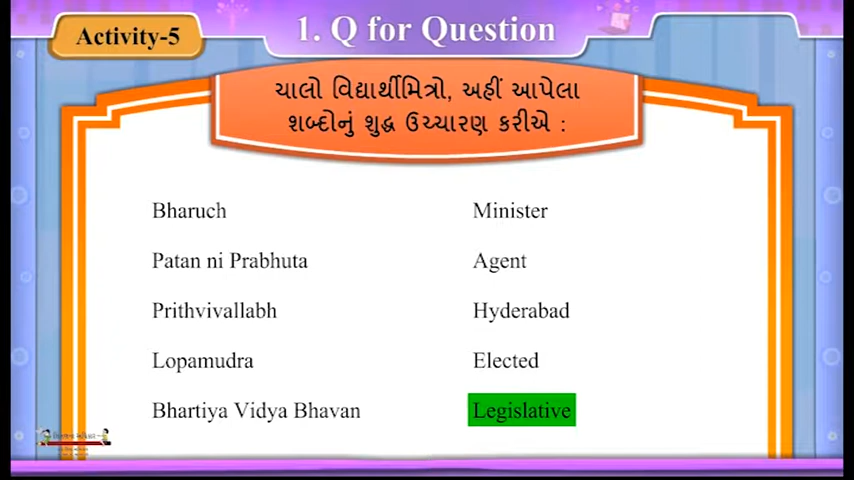 Activity-5
1. Q for Question
ચાલો વિદ્યાર્થીમિત્રો, અહીં આપેલા
શબ્દોનું શુદ્ધ ઉચ્ચારણ કરીએ :
Bharuch
Minister
Patan ni Prabhuta
Agent
Prithvivallabh
Hyderabad
Lopamudra
Elected
Bhartiya Vidya Bhavan
Legislative